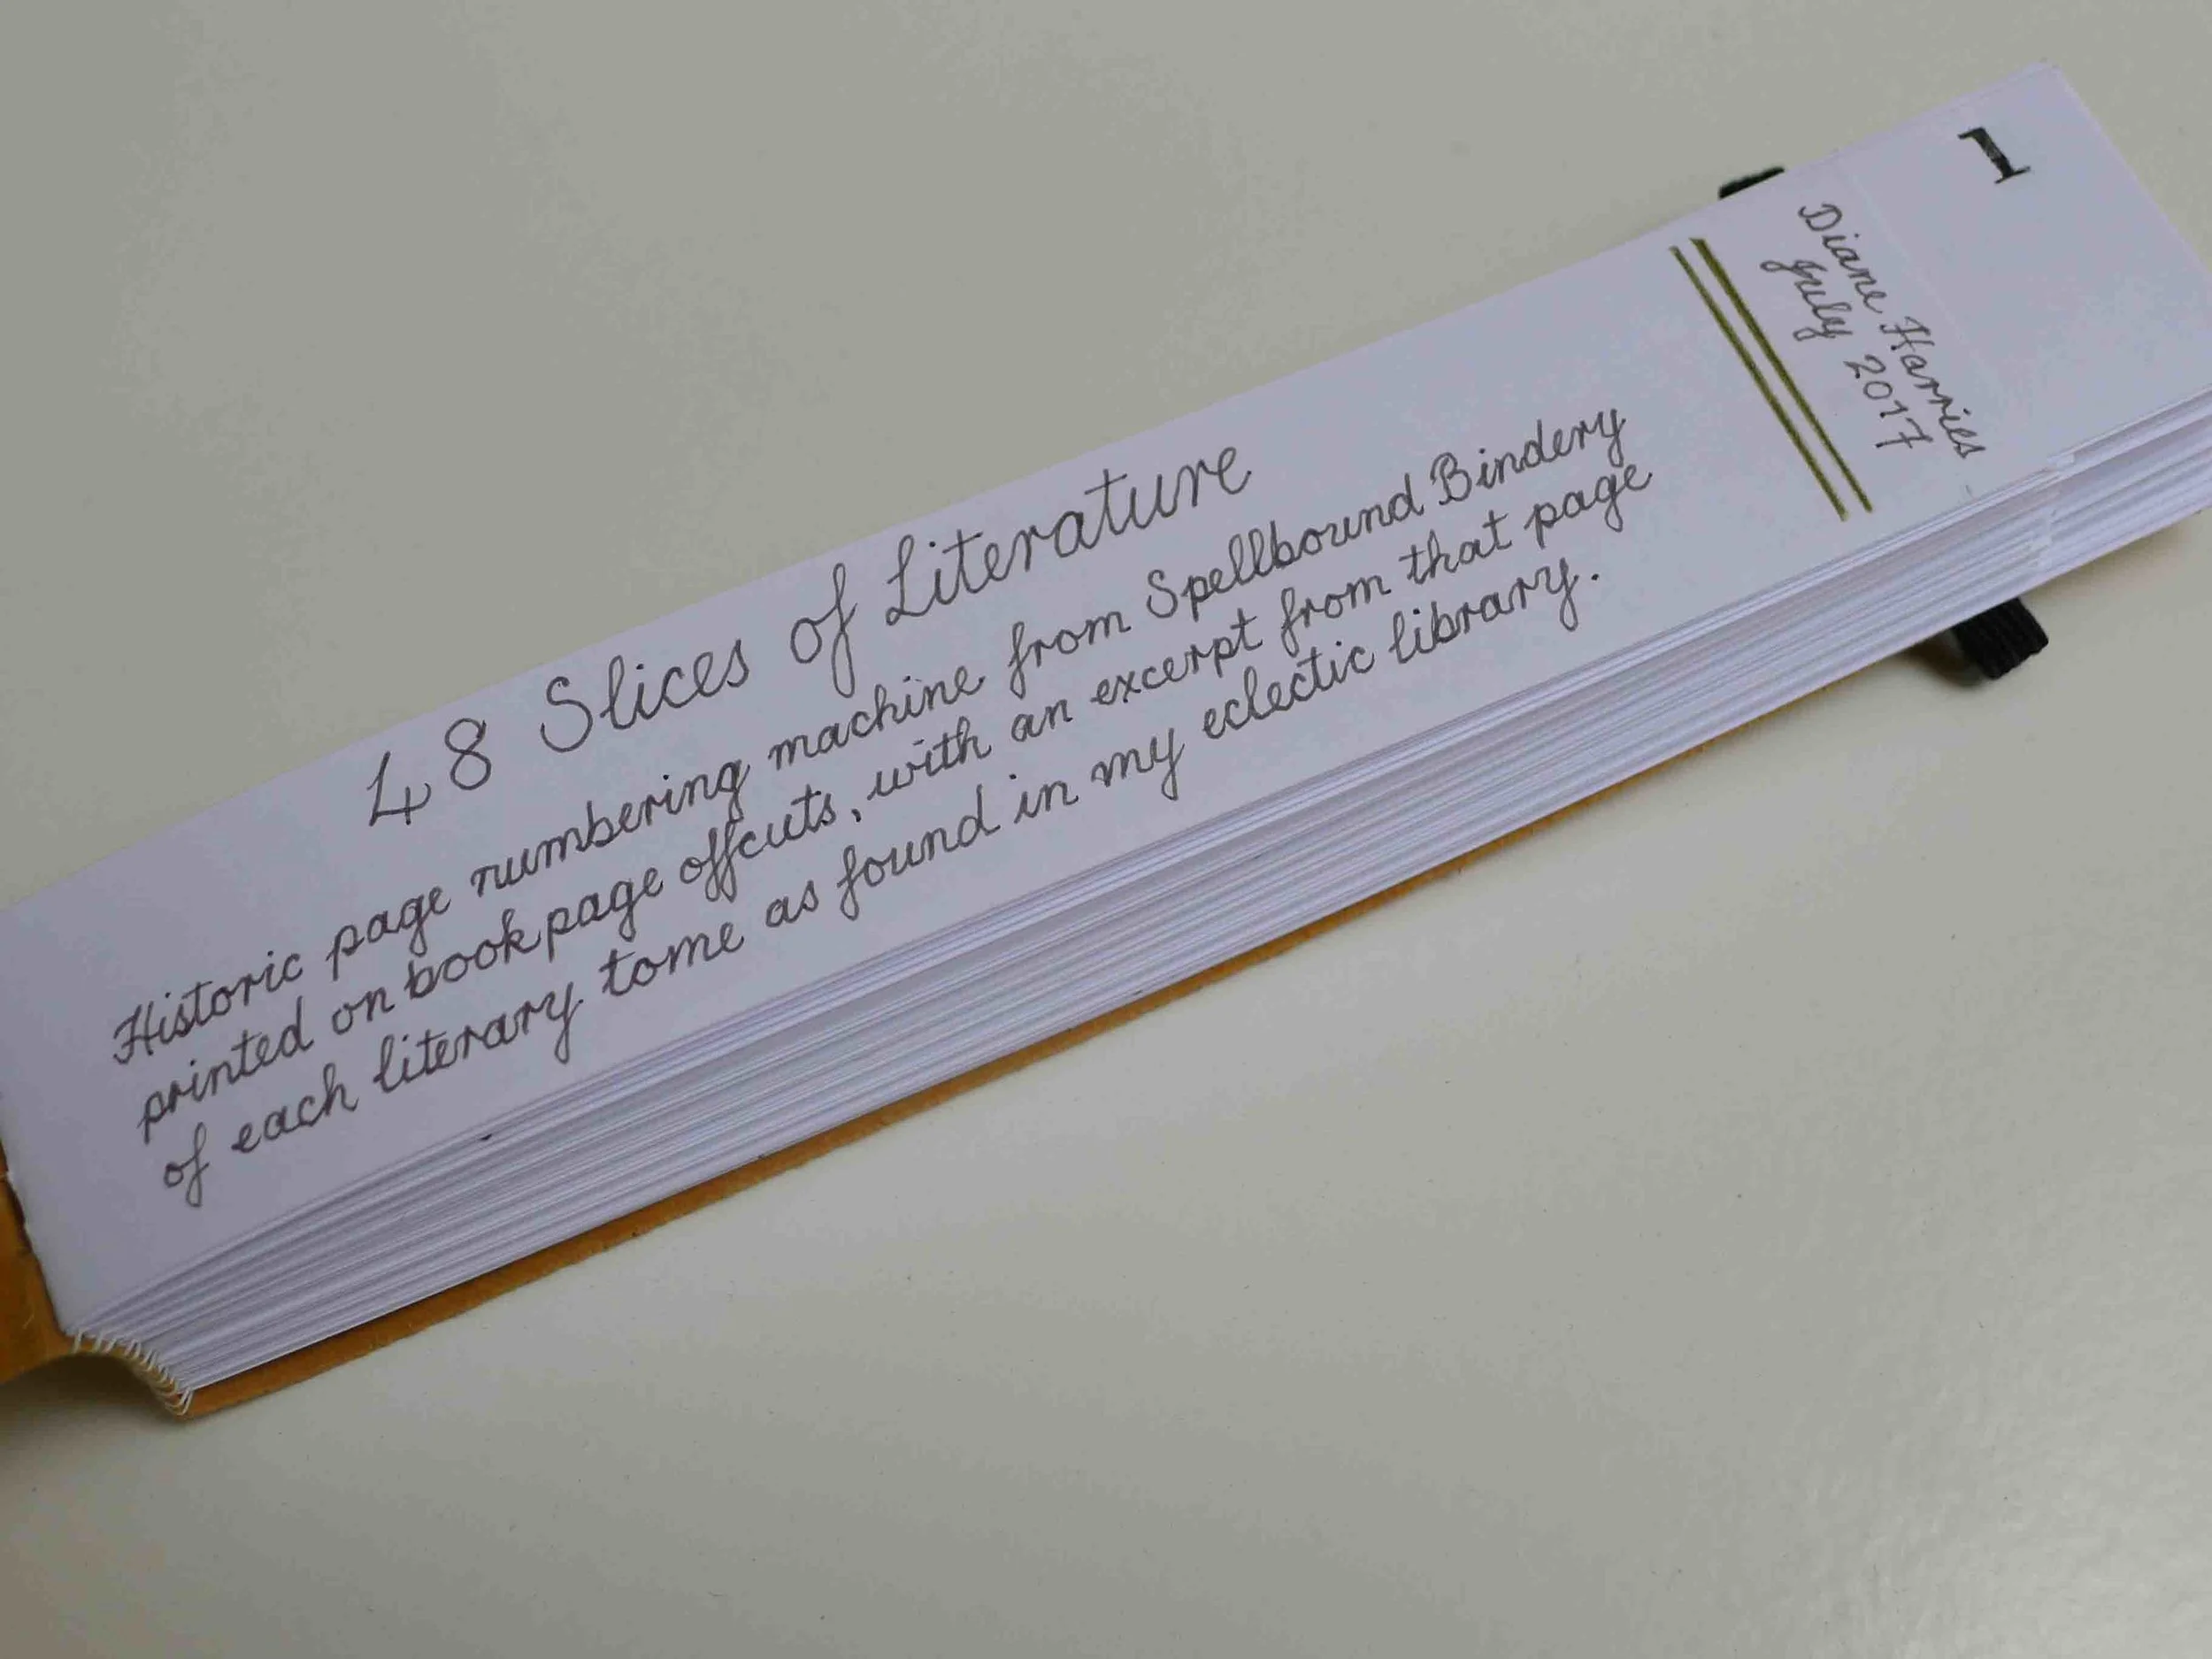 48 Slices of Literature
Historic page numbering machine from Spellbound Bindery
printed on book page offcuts, with an excerpt from that page
of each literary tome as found in my eclectic library.
Diane Harries
July 2017
1